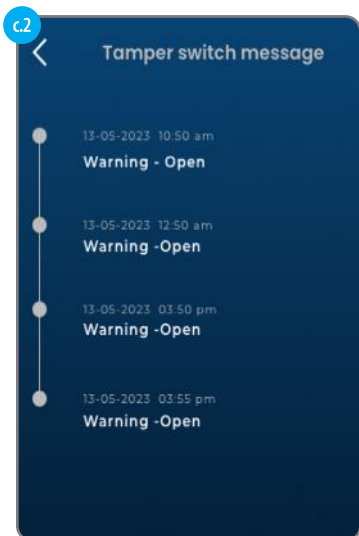 c.2
Tamper switch message
13-05-2023 10:50 am
Warning - Open
13-05-2023 12:50 am
Warning -Open
13-05-2023 03:50 pm
Warning -Open
13-05-2023 03:55 pm
Warning -Open